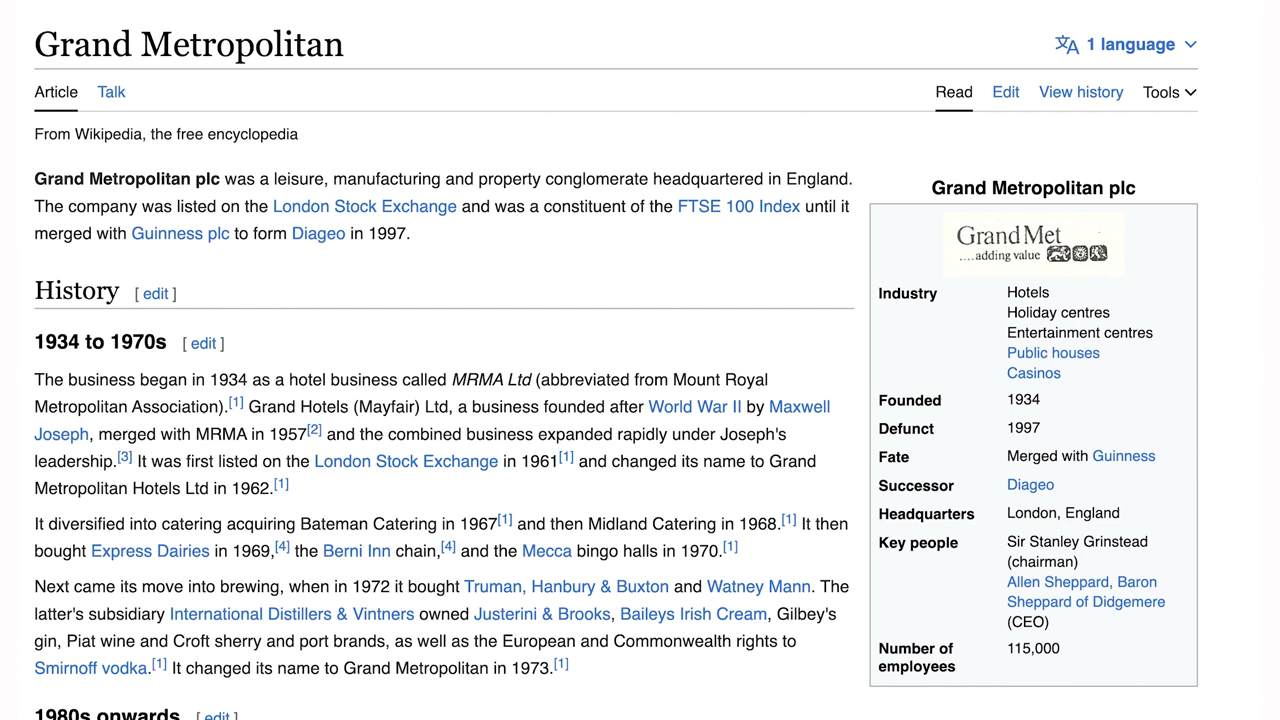 Grand Metropolitan
1 language
Article Talk Read Edit View history Tools
From Wikipedia, the free encyclopedia
Grand Metropolitan plc was a leisure, manufacturing and property conglomerate headquartered in England.
The company was listed on the London Stock Exchange and was a constituent of the FTSE 100 Index until it
merged with Guinness plc to form Diageo in 1997.
History [ edit ]
1934 to 1970s [ edit ]
The business began in 1934 as a hotel business called MRMA Ltd (abbreviated from Mount Royal
Metropolitan Association).[1] Grand Hotels (Mayfair) Ltd, a business founded after World War II by Maxwell
Joseph, merged with MRMA in 1957[2] and the combined business expanded rapidly under Joseph's
leadership.[3] It was first listed on the London Stock Exchange in 1961[1] and changed its name to Grand
Metropolitan Hotels Ltd in 1962.[1]
It diversified into catering acquiring Bateman Catering in 1967[1] and then Midland Catering in 1968.[1] It then
bought Express Dairies in 1969,[4] the Berni Inn chain,[4] and the Mecca bingo halls in 1970.[1]
Next came its move into brewing, when in 1972 it bought Truman, Hanbury & Buxton and Watney Mann. The
latter's subsidiary International Distillers & Vintners owned Justerini & Brooks, Baileys Irish Cream, Gilbey's
gin, Piat wine and Croft sherry and port brands, as well as the European and Commonwealth rights to
Smirnoff vodka.[1] It changed its name to Grand Metropolitan in 1973.[1]
1980s onwards [ edit ]
Grand Metropolitan plc
GrandMet
....adding value
Industry Hotels
Holiday centres
Entertainment centres
Public houses
Casinos
Founded 1934
Defunct 1997
Fate Merged with Guinness
Successor Diageo
Headquarters London, England
Key people Sir Stanley Grinstead
(chairman)
Allen Sheppard, Baron
Sheppard of Didgemere
(CEO)
Number of 115,000
employees